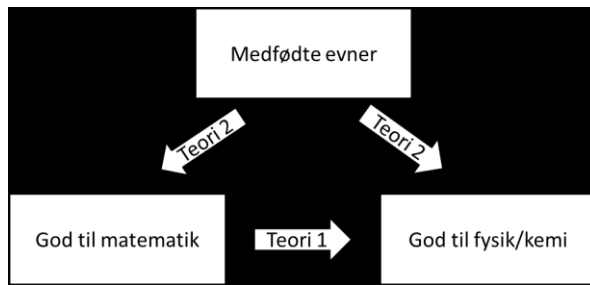 Medfødte evner
Teori 2
Teori 2
God til matematik
Teori 1
God til fysik/kemi